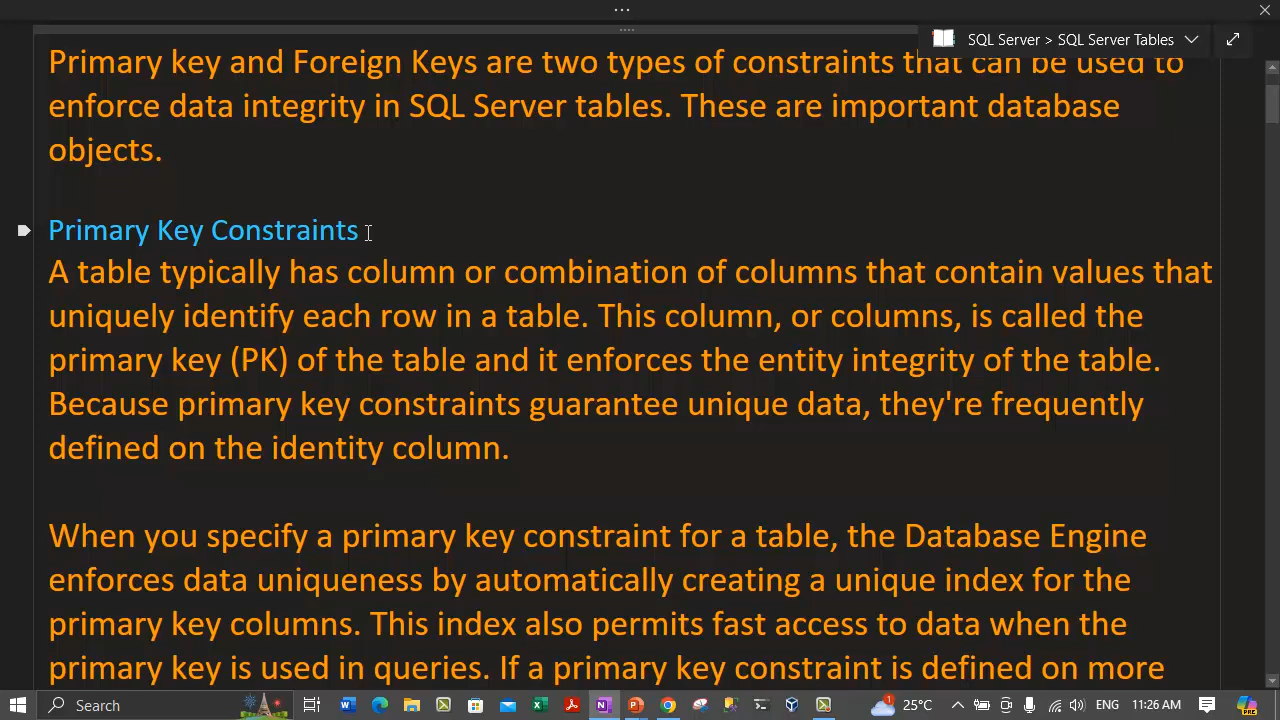 SQL Server > SQL Server Tables
Primary key and Foreign Keys are two types of constraints that can be used to
enforce data integrity in SQL Server tables. These are important database
objects.
Primary Key Constraints
A table typically has column or combination of columns that contain values that
uniquely identify each row in a table. This column, or columns, is called the
primary key (PK) of the table and it enforces the entity integrity of the table.
Because primary key constraints guarantee unique data, they're frequently
defined on the identity column.
When you specify a primary key constraint for a table, the Database Engine
enforces data uniqueness by automatically creating a unique index for the
primary key columns. This index also permits fast access to data when the
primary key is used in queries. If a primary key constraint is defined on more
Search
1
25°C
ENG
11:26 AM
PRE